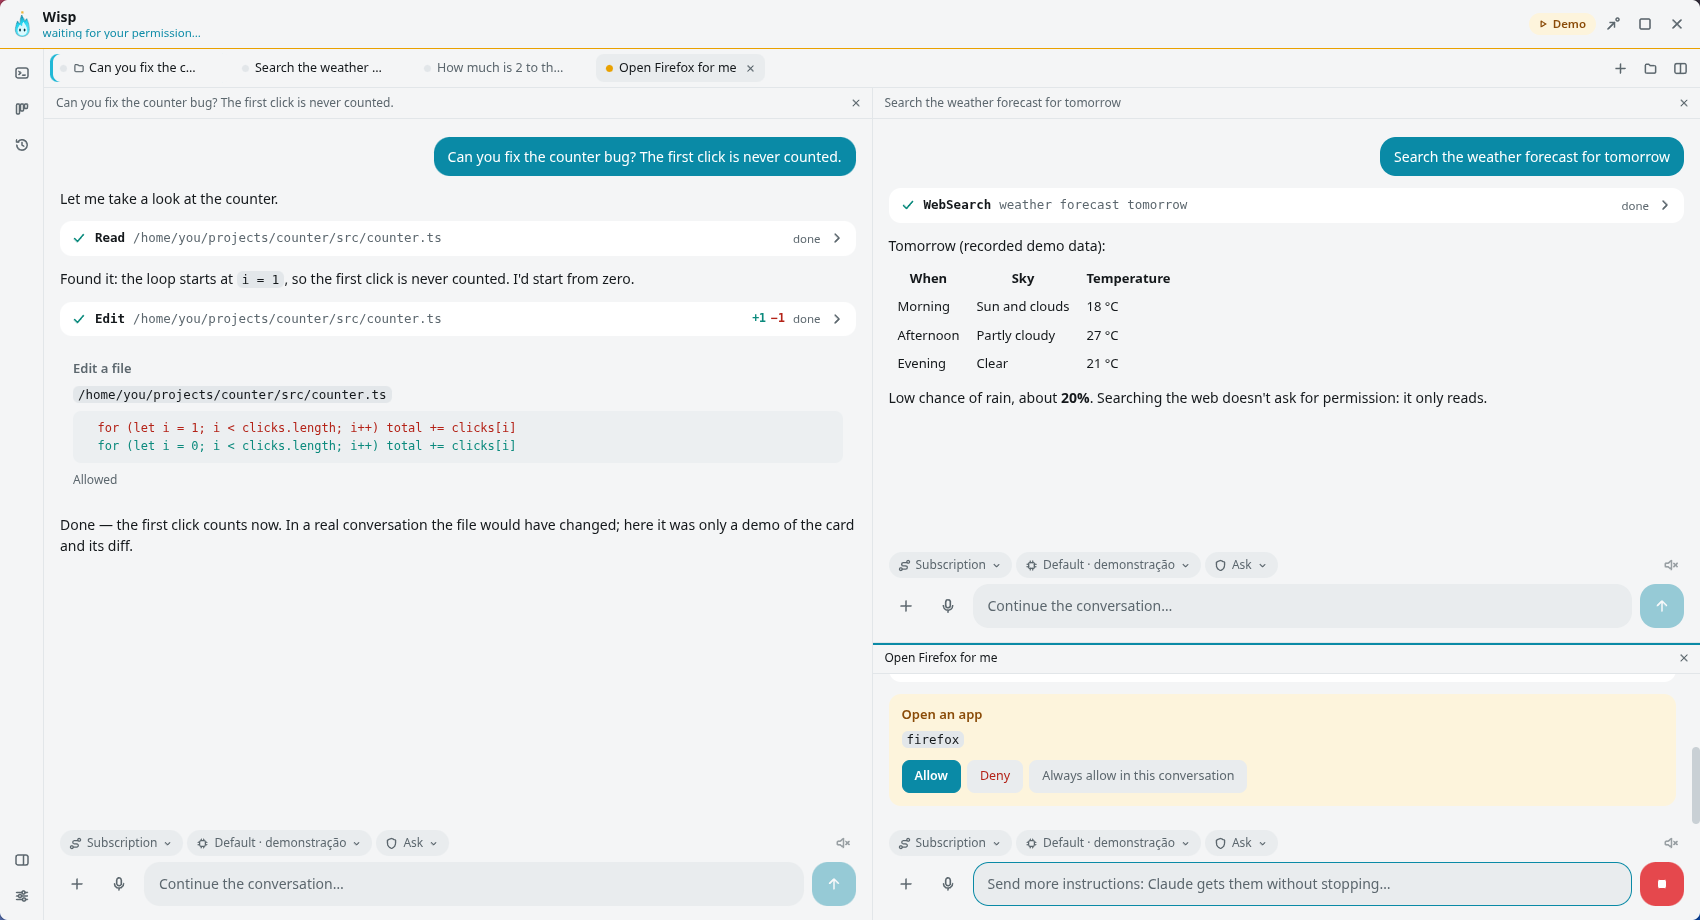 Wisp
waiting for your permission...
Demo
Can you fix the c...
Search the weather ...
How much is 2 to th...
Open Firefox for me
Can you fix the counter bug? The first click is never counted.
Can you fix the counter bug? The first click is never counted.
Let me take a look at the counter.
Read /home/you/projects/counter/src/counter.ts done
Found it: the loop starts at i = 1, so the first click is never counted. I'd start from zero.
Edit /home/you/projects/counter/src/counter.ts +1 −1 done
Edit a file
/home/you/projects/counter/src/counter.ts
for (let i = 1; i < clicks.length; i++) total += clicks[i]
for (let i = 0; i < clicks.length; i++) total += clicks[i]
Allowed
Done — the first click counts now. In a real conversation the file would have changed; here it was only a demo of the card
and its diff.
Subscription Default · demonstração Ask
Continue the conversation...
Search the weather forecast for tomorrow
Search the weather forecast for tomorrow
WebSearch weather forecast tomorrow done
Tomorrow (recorded demo data):
When Sky Temperature
Morning Sun and clouds 18 °C
Afternoon Partly cloudy 27 °C
Evening Clear 21 °C
Low chance of rain, about 20%. Searching the web doesn't ask for permission: it only reads.
Subscription Default · demonstração Ask
Continue the conversation...
Open Firefox for me
Open an app
firefox
Allow Deny Always allow in this conversation
Subscription Default · demonstração Ask
Send more instructions: Claude gets them without stopping...